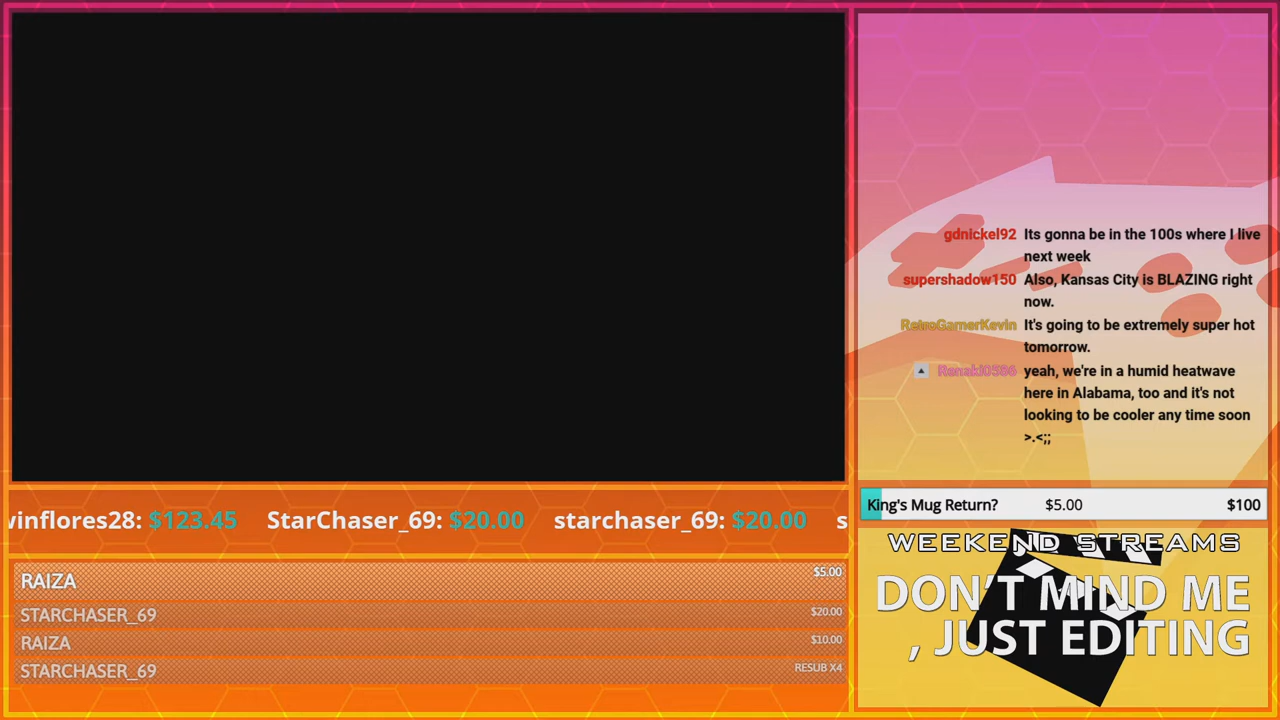 winflores28: $123.45 StarChaser_69: $20.00 starchaser_69: $20.00 s
RAIZA $5.00
STARCHASER_69 $20.00
RAIZA $10.00
STARCHASER_69 RESUB X4
gdnickel92 Its gonna be in the 100s where I live
next week
supershadow150 Also, Kansas City is BLAZING right
now.
RetroGamerKevin It's going to be extremely super hot
tomorrow.
Renaki0586 yeah, we're in a humid heatwave
here in Alabama, too and it's not
looking to be cooler any time soon
>.<;;
King's Mug Return? $5.00 $100
WEEKEND STREAMS
DON'T MIND ME
, JUST EDITING